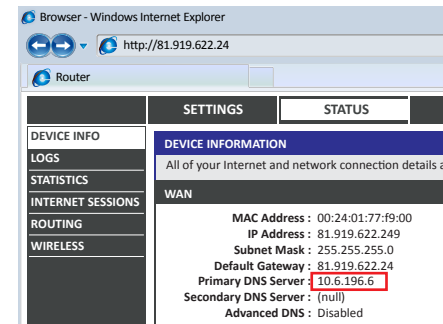 Browser - Windows Internet Explorer
http://81.919.622.24
Router
SETTINGS STATUS
DEVICE INFO
LOGS
STATISTICS
INTERNET SESSIONS
ROUTING
WIRELESS
DEVICE INFORMATION
All of your Internet and network connection details a
WAN
MAC Address : 00:24:01:77:f9:00
IP Address : 81.919.622.249
Subnet Mask : 255.255.255.0
Default Gateway : 81.919.622.24
Primary DNS Server : 10.6.196.6
Secondary DNS Server : (null)
Advanced DNS : Disabled